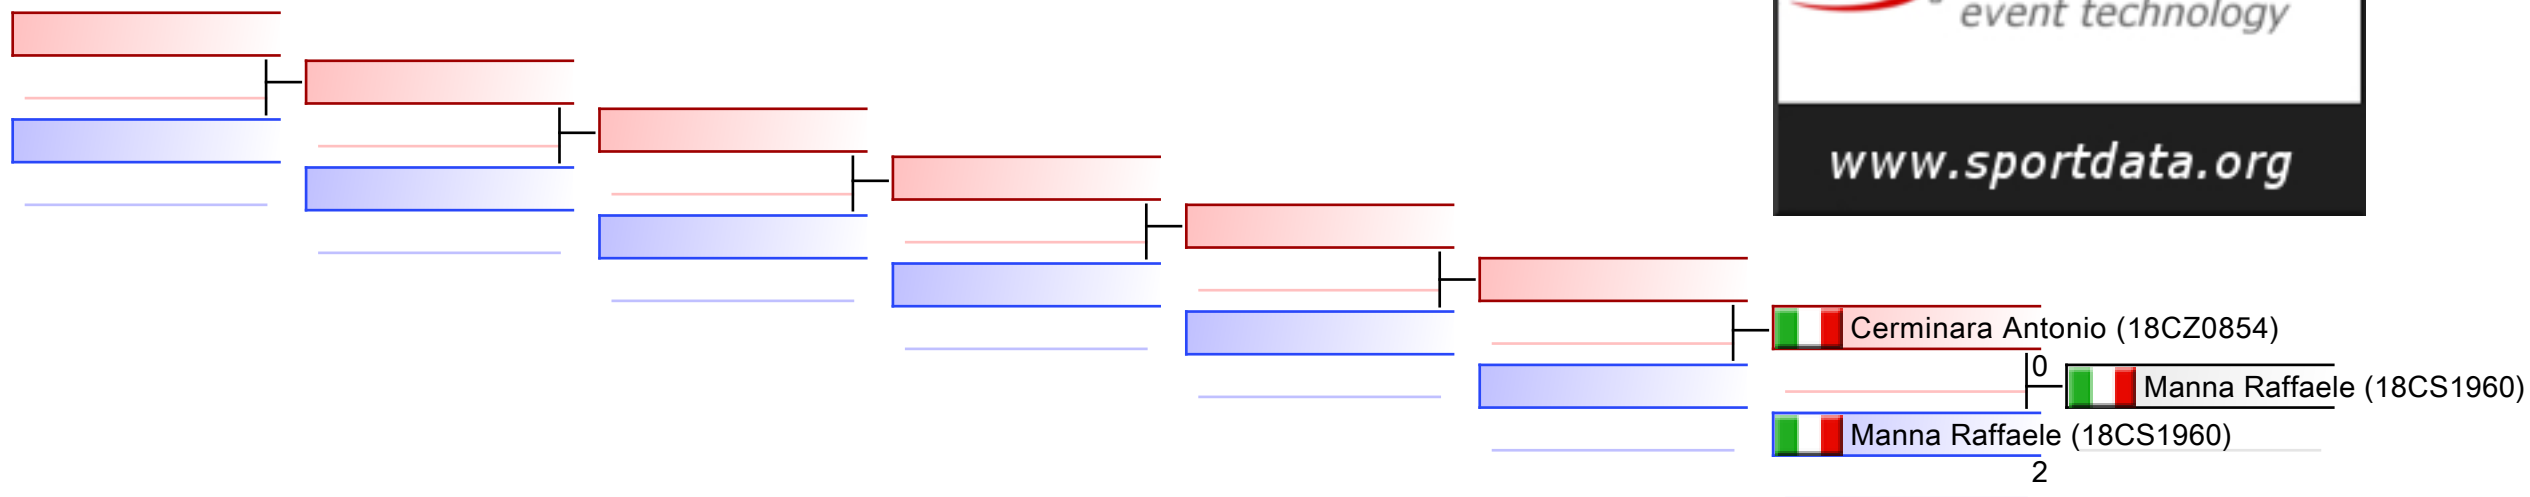 event technology
www.sportdata.org
Cerminara Antonio (18CZ0854)
0
Manna Raffaele (18CS1960)
Manna Raffaele (18CS1960)
2